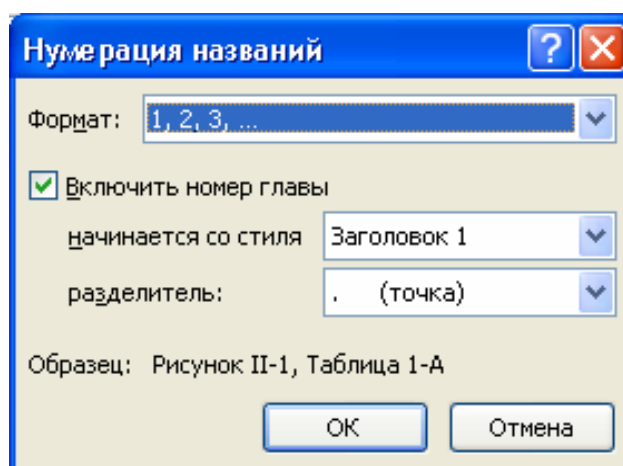 Нумерация названий
Формат: 1, 2, 3, ...
Включить номер главы
начинается со стиля Заголовок 1
разделитель: . (точка)
Образец: Рисунок II-1, Таблица 1-A
ОК Отмена